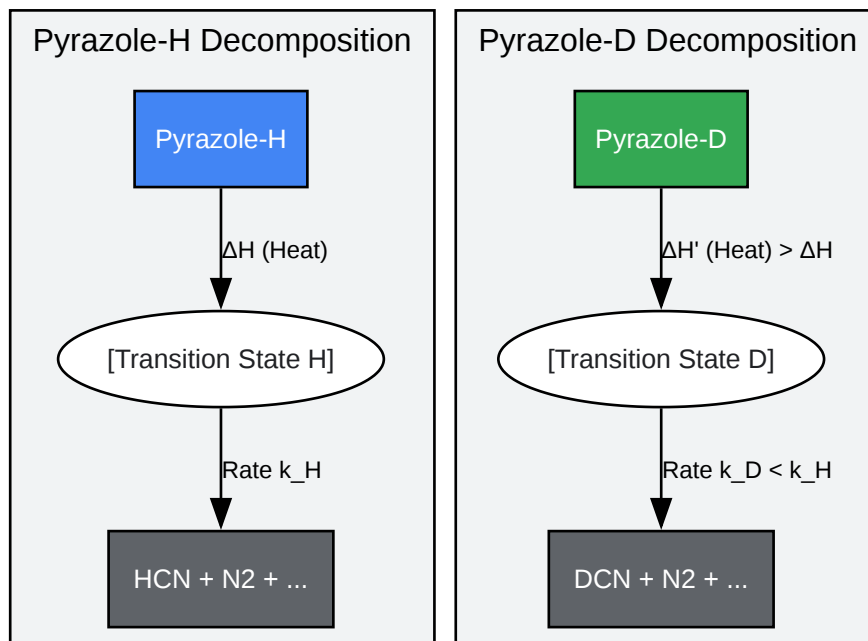 Pyrazole-H Decomposition
Pyrazole-H
ΔH (Heat)
[Transition State H]
Rate k_H
HCN + N2 + ...
Pyrazole-D Decomposition
Pyrazole-D
ΔH' (Heat) > ΔH
[Transition State D]
Rate k_D < k_H
DCN + N2 + ...